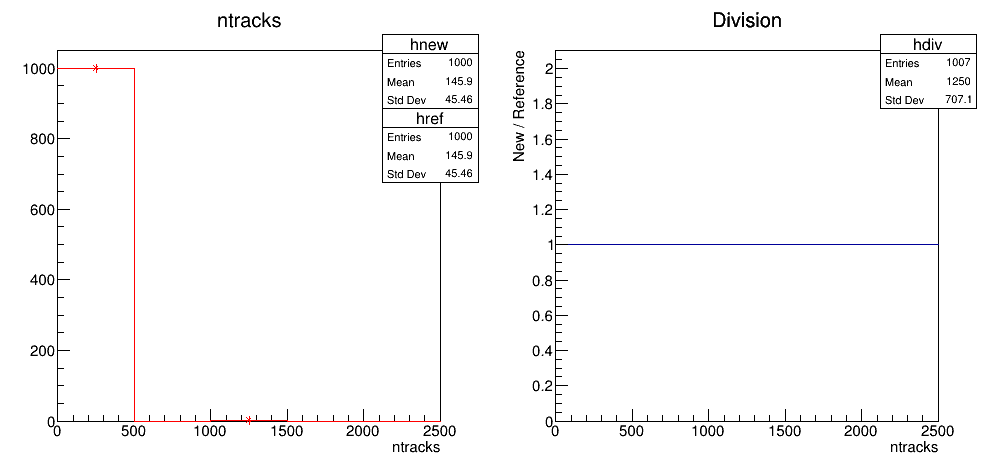 ntracks
hnew
Entries 1000
Mean 145.9
Std Dev 45.46
href
Entries 1000
Mean 145.9
Std Dev 45.46
1000
800
600
400
200
0
0 500 1000 1500 2000 2500
ntracks
Division
hdiv
Entries 1007
Mean 1250
Std Dev 707.1
New / Reference
2
1.8
1.6
1.4
1.2
1
0.8
0.6
0.4
0.2
0
0 500 1000 1500 2000 2500
ntracks